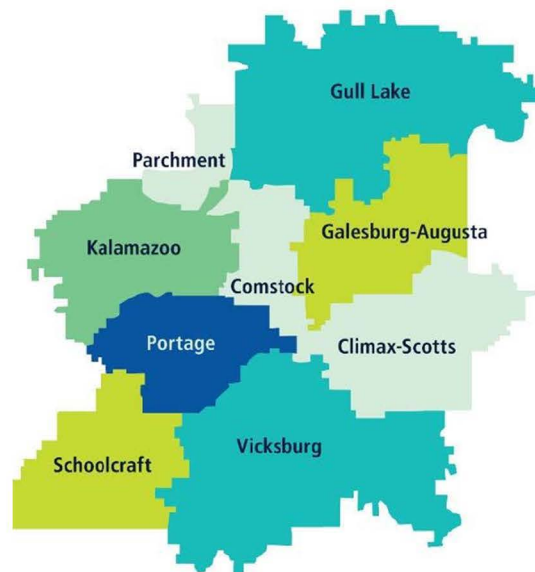 Gull Lake
Parchment
Galesburg-Augusta
Kalamazoo
Comstock
Portage
Climax-Scotts
Vicksburg
Schoolcraft